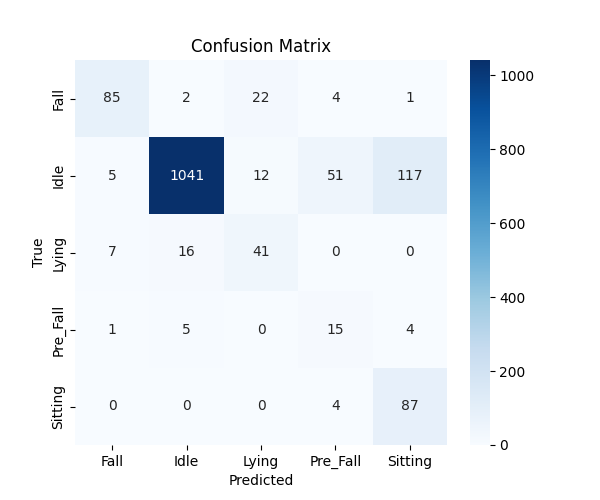 Confusion Matrix
True
Fall 85 2 22 4 1
Idle 5 1041 12 51 117
Lying 7 16 41 0 0
Pre_Fall 1 5 0 15 4
Sitting 0 0 0 4 87
Fall Idle Lying Pre_Fall Sitting
Predicted
1000
800
600
400
200
0